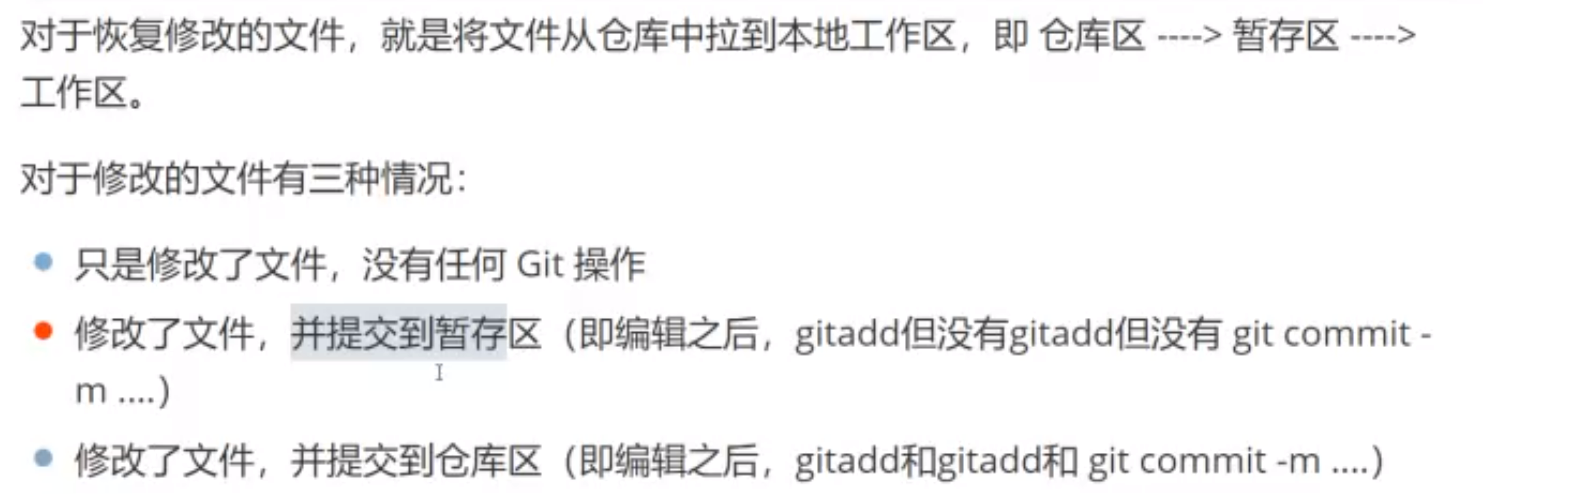 对于恢复修改的文件，就是将文件从仓库中拉到本地工作区，即 仓库区 ----> 暂存区 ---->
工作区。
对于修改的文件有三种情况：
只是修改了文件，没有任何 Git 操作
修改了文件，并提交到暂存区（即编辑之后，gitadd但没有gitadd但没有 git commit -
m ....）
修改了文件，并提交到仓库区（即编辑之后，gitadd和gitadd和 git commit -m ....）